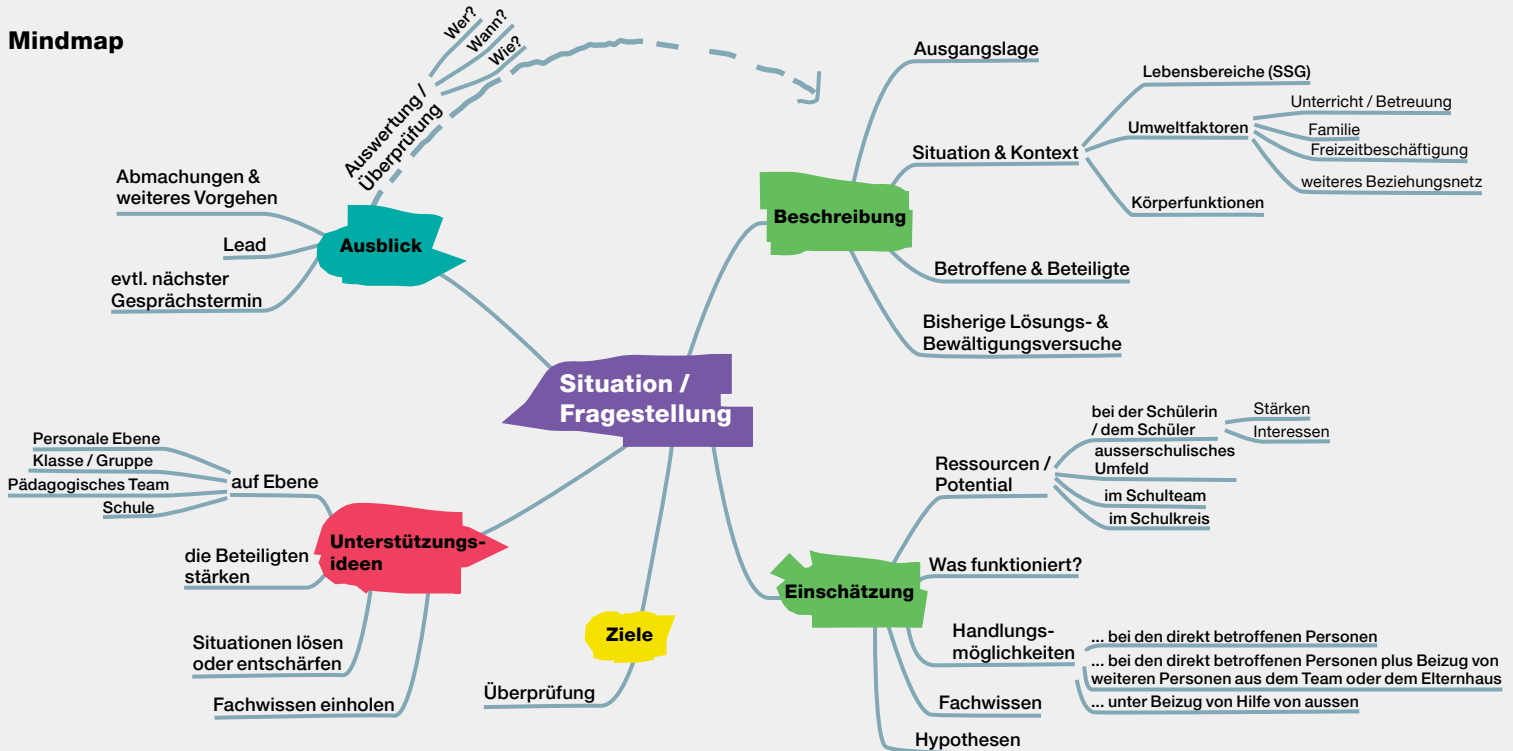 Mindmap
Situation /
Fragestellung
Beschreibung
Ausgangslage
Situation & Kontext
Lebensbereiche (SSG)
Umweltfaktoren
Unterricht / Betreuung
Familie
Freizeitbeschäftigung
weiteres Beziehungsnetz
Körperfunktionen
Betroffene & Beteiligte
Bisherige Lösungs- &
Bewältigungsversuche
Einschätzung
Ressourcen /
Potential
bei der Schülerin
/ dem Schüler
Stärken
Interessen
ausserschulisches
Umfeld
im Schulteam
im Schulkreis
Was funktioniert?
Handlungs-
möglichkeiten
... bei den direkt betroffenen Personen
... bei den direkt betroffenen Personen plus Beizug von
weiteren Personen aus dem Team oder dem Elternhaus
... unter Beizug von Hilfe von aussen
Fachwissen
Hypothesen
Ziele
Überprüfung
Unterstützungs-
ideen
auf Ebene
Personale Ebene
Klasse / Gruppe
Pädagogisches Team
Schule
die Beteiligten
stärken
Situationen lösen
oder entschärfen
Fachwissen einholen
Ausblick
Abmachungen &
weiteres Vorgehen
Lead
evtl. nächster
Gesprächstermin
Auswertung /
Überprüfung
Wer?
Wann?
Wie?